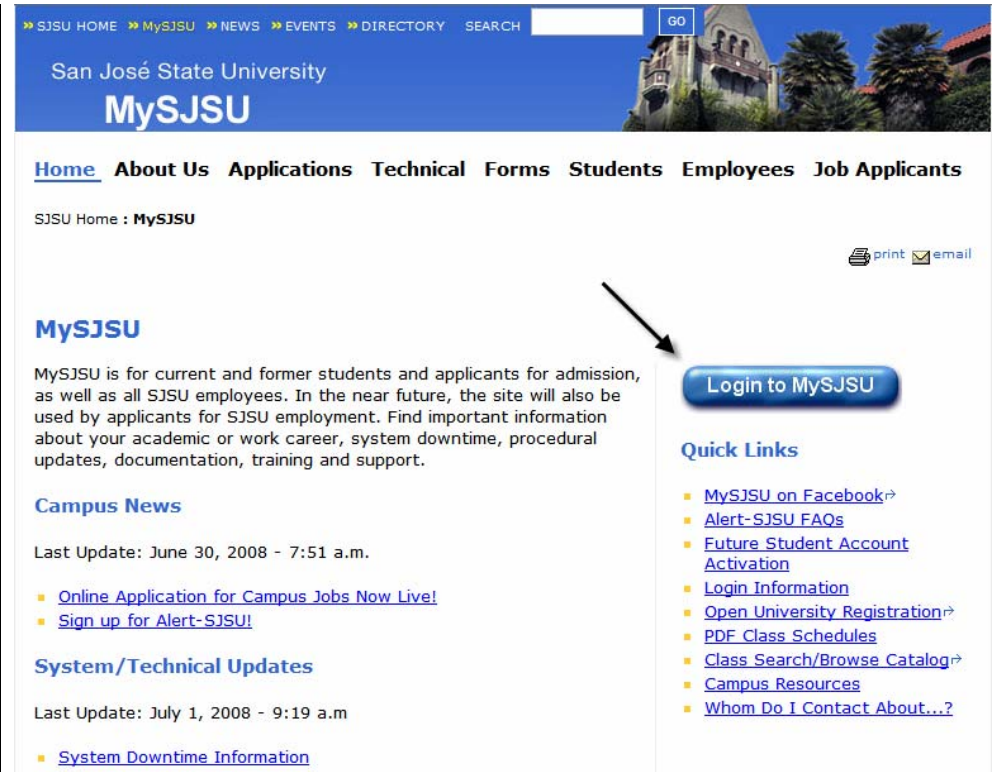 » SJSU HOME » MySJSU » NEWS » EVENTS » DIRECTORY SEARCH GO
San José State University
MySJSU
Home About Us Applications Technical Forms Students Employees Job Applicants
SJSU Home : MySJSU
print email
MySJSU
MySJSU is for current and former students and applicants for admission,
as well as all SJSU employees. In the near future, the site will also be
used by applicants for SJSU employment. Find important information
about your academic or work career, system downtime, procedural
updates, documentation, training and support.
Campus News
Last Update: June 30, 2008 - 7:51 a.m.
Online Application for Campus Jobs Now Live!
Sign up for Alert-SJSU!
System/Technical Updates
Last Update: July 1, 2008 - 9:19 a.m
System Downtime Information
Login to MySJSU
Quick Links
MySJSU on Facebook
Alert-SJSU FAQs
Future Student Account
Activation
Login Information
Open University Registration
PDF Class Schedules
Class Search/Browse Catalog
Campus Resources
Whom Do I Contact About...?